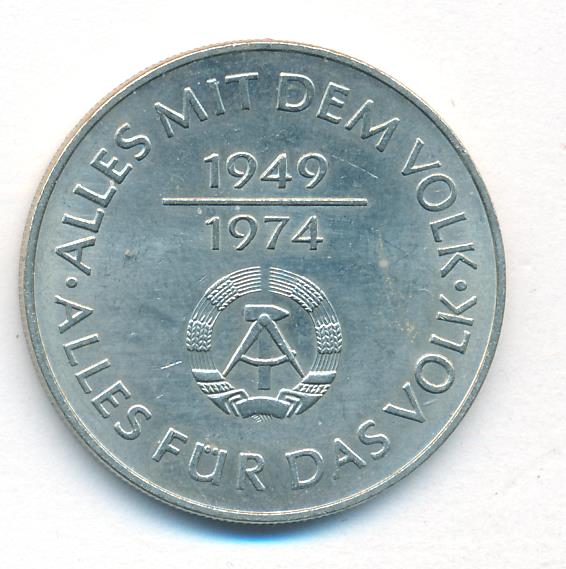 · ALLES MIT DEM VOLK ·
ALLES FÜR DAS VOLK
1949
1974